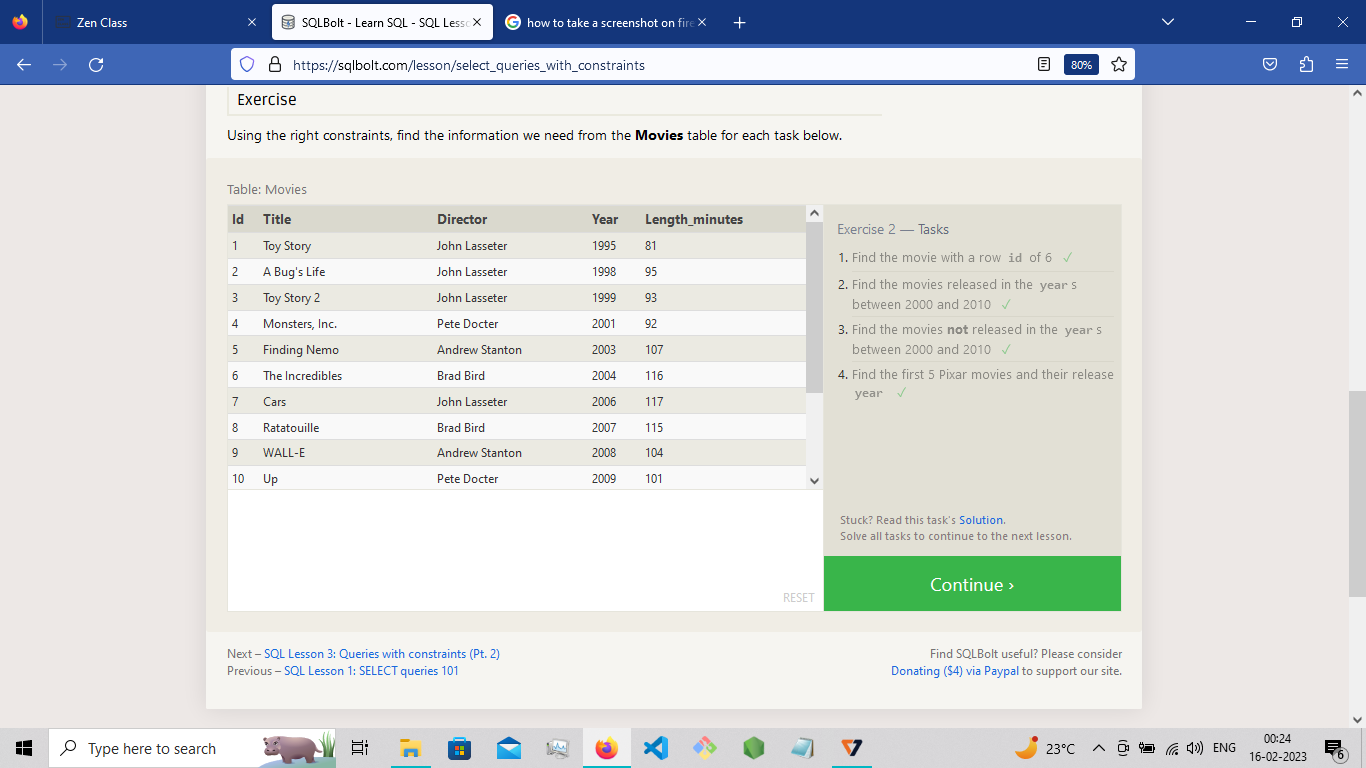 Zen Class
SQLBolt - Learn SQL - SQL Lesso
how to take a screenshot on fire
https://sqlbolt.com/lesson/select_queries_with_constraints
80%
Exercise
Using the right constraints, find the information we need from the Movies table for each task below.
Table: Movies
Id Title Director Year Length_minutes
1 Toy Story John Lasseter 1995 81
2 A Bug's Life John Lasseter 1998 95
3 Toy Story 2 John Lasseter 1999 93
4 Monsters, Inc. Pete Docter 2001 92
5 Finding Nemo Andrew Stanton 2003 107
6 The Incredibles Brad Bird 2004 116
7 Cars John Lasseter 2006 117
8 Ratatouille Brad Bird 2007 115
9 WALL-E Andrew Stanton 2008 104
10 Up Pete Docter 2009 101
RESET
Exercise 2 — Tasks
1. Find the movie with a row id of 6 ✓
2. Find the movies released in the year s
between 2000 and 2010 ✓
3. Find the movies not released in the year s
between 2000 and 2010 ✓
4. Find the first 5 Pixar movies and their release
year ✓
Stuck? Read this task's Solution.
Solve all tasks to continue to the next lesson.
Continue ›
Next – SQL Lesson 3: Queries with constraints (Pt. 2)
Previous – SQL Lesson 1: SELECT queries 101
Find SQLBolt useful? Please consider
Donating ($4) via Paypal to support our site.
Type here to search
23°C
ENG
00:24
16-02-2023
6